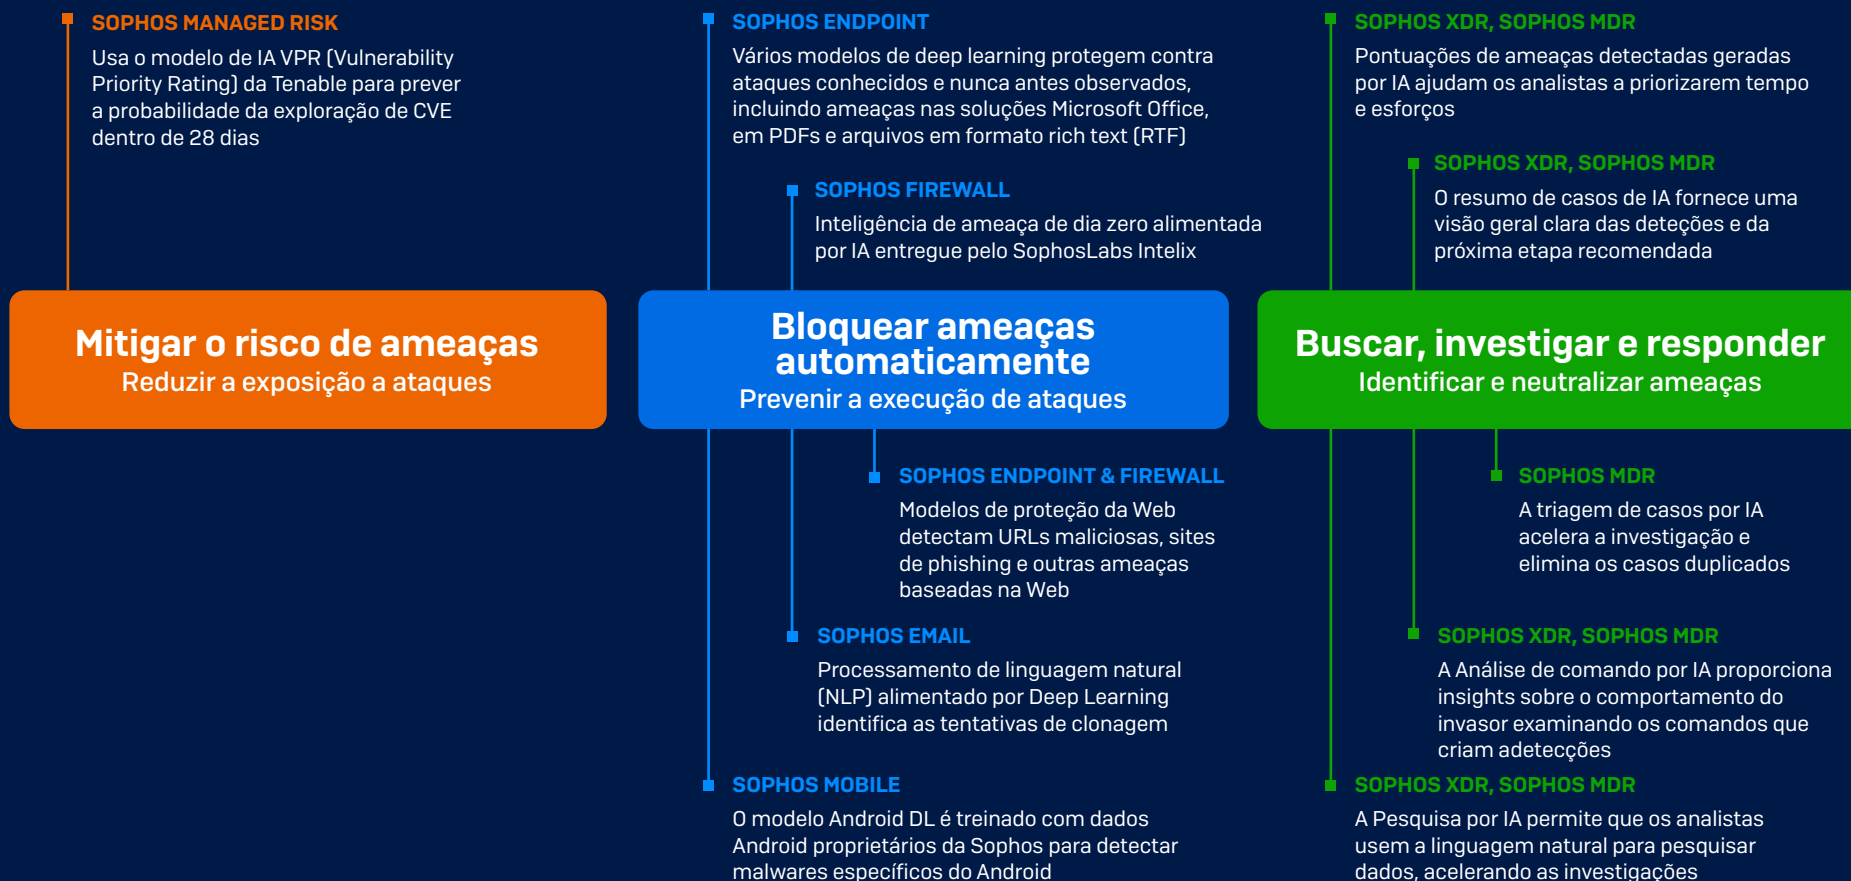 SOPHOS MANAGED RISK
Usa o modelo de IA VPR (Vulnerability
Priority Rating) da Tenable para prever
a probabilidade da exploração de CVE
dentro de 28 dias
Mitigar o risco de ameaças
Reduzir a exposição a ataques
SOPHOS ENDPOINT
Vários modelos de deep learning protegem contra
ataques conhecidos e nunca antes observados,
incluindo ameaças nas soluções Microsoft Office,
em PDFs e arquivos em formato rich text (RTF)
SOPHOS FIREWALL
Inteligência de ameaça de dia zero alimentada
por IA entregue pelo SophosLabs Intelix
Bloquear ameaças
automaticamente
Prevenir a execução de ataques
SOPHOS ENDPOINT & FIREWALL
Modelos de proteção da Web
detectam URLs maliciosas, sites
de phishing e outras ameaças
baseadas na Web
SOPHOS EMAIL
Processamento de linguagem natural
(NLP) alimentado por Deep Learning
identifica as tentativas de clonagem
SOPHOS MOBILE
O modelo Android DL é treinado com dados
Android proprietários da Sophos para detectar
malwares específicos do Android
SOPHOS XDR, SOPHOS MDR
Pontuações de ameaças detectadas geradas
por IA ajudam os analistas a priorizarem tempo
e esforços
SOPHOS XDR, SOPHOS MDR
O resumo de casos de IA fornece uma
visão geral clara das deteções e da
próxima etapa recomendada
Buscar, investigar e responder
Identificar e neutralizar ameaças
SOPHOS MDR
A triagem de casos por IA
acelera a investigação e
elimina os casos duplicados
SOPHOS XDR, SOPHOS MDR
A Análise de comando por IA proporciona
insights sobre o comportamento do
invasor examinando os comandos que
criam adetecções
SOPHOS XDR, SOPHOS MDR
A Pesquisa por IA permite que os analistas
usem a linguagem natural para pesquisar
dados, acelerando as investigações